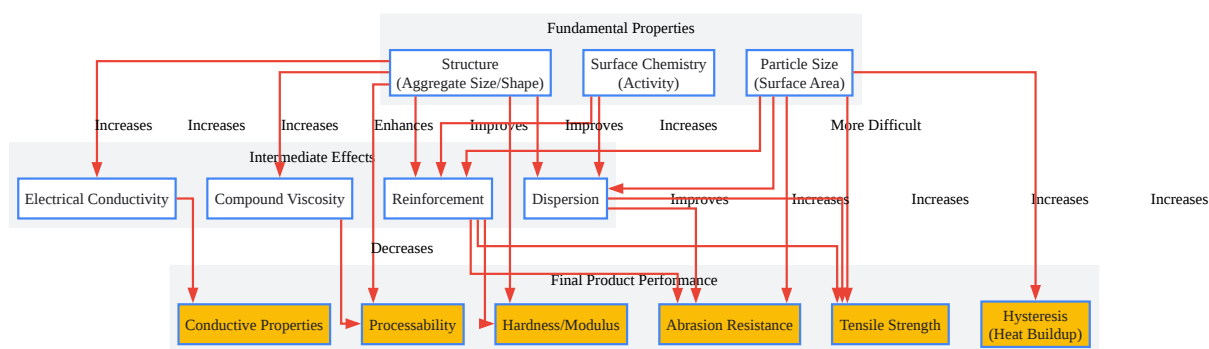 Fundamental Properties
Structure
(Aggregate Size/Shape)
Surface Chemistry
(Activity)
Particle Size
(Surface Area)
Increases
Increases
Increases
Enhances
Improves
Improves
Increases
More Difficult
Intermediate Effects
Electrical Conductivity
Compound Viscosity
Reinforcement
Dispersion
Improves
Increases
Increases
Increases
Increases
Decreases
Final Product Performance
Conductive Properties
Processability
Hardness/Modulus
Abrasion Resistance
Tensile Strength
Hysteresis
(Heat Buildup)